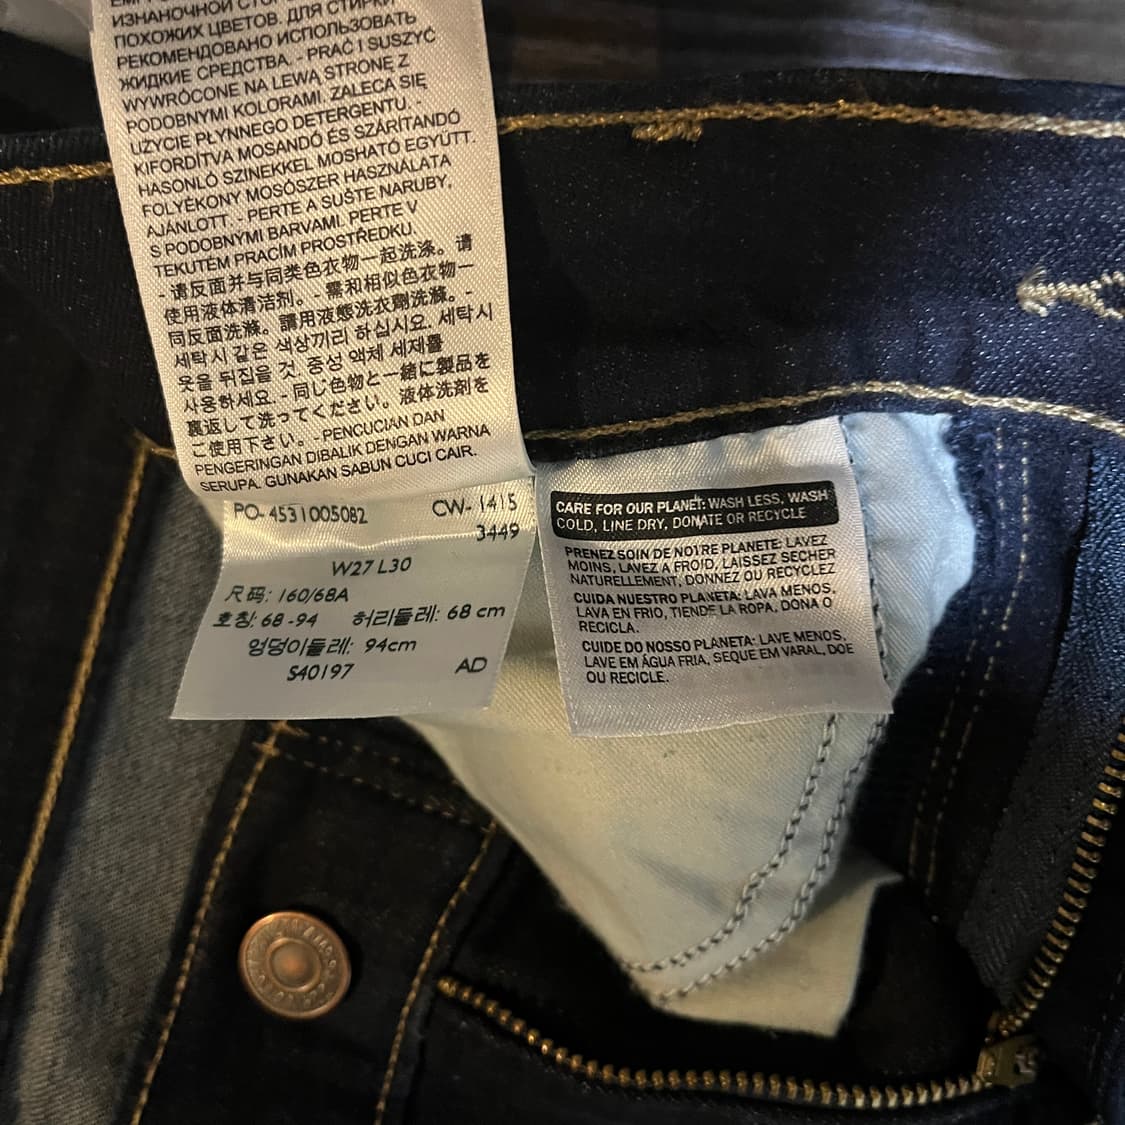 ИЗНАНОЧНОЙ
ПОХОЖИХ ЦВЕТОВ. ДЛЯ СТИРКИ
РЕКОМЕНДОВАНО ИСПОЛЬЗОВАТЬ
ЖИДКИЕ СРЕДСТВА. - PRAĆ I SUSZYĆ
WYWRÓCONE NA LEWĄ STRONĘ Z
PODOBNYMI KOLORAMI. ZALECA SIĘ
UŻYCIE PŁYNNEGO DETERGENTU. -
KIFORDÍTVA MOSANDÓ ÉS SZÁRÍTANDÓ
HASONLÓ SZINEKKEL MOSHATÓ EGYÜTT.
FOLYÉKONY MOSÓSZER HASZNÁLATA
AJÁNLOTT. - PERTE A SUŠTE NARUBY,
S PODOBNÝMI BARVAMI. PERTE V
TEKUTÉM PRACÍM PROSTŘEDKU.
- 请反面并与同类色衣物一起洗涤。请
使用液体清洁剂。- 需和相似色衣物一
同反面洗滌。請用液態洗衣劑洗滌。-
세탁시 같은 색상끼리 하십시요. 세탁시
옷을 뒤집을 것 중성 액체 세제를
사용하세요. - 同じ色物と一緒に製品を
裏返して洗ってください。液体洗剤を
ご使用下さい。- PENCUCIAN DAN
PENGERINGAN DIBALIK DENGAN WARNA
SERUPA. GUNAKAN SABUN CUCI CAIR.
PO- 4531005082 CW- 1415
3449
W27 L30
尺码: 160/68A
호칭: 68 -94 허리둘레: 68 cm
엉덩이둘레: 94cm
S40197 AD
CARE FOR OUR PLANET: WASH LESS, WASH
COLD, LINE DRY, DONATE OR RECYCLE
PRENEZ SOIN DE NOTRE PLANETE: LAVEZ
MOINS, LAVEZ A FROID, LAISSEZ SECHER
NATURELLEMENT, DONNEZ OU RECYCLEZ
CUIDA NUESTRO PLANETA: LAVA MENOS,
LAVA EN FRIO, TIENDE LA ROPA, DONA O
RECICLA.
CUIDE DO NOSSO PLANETA: LAVE MENOS,
LAVE EM ÁGUA FRIA, SEQUE EM VARAL, DOE
OU RECICLE.